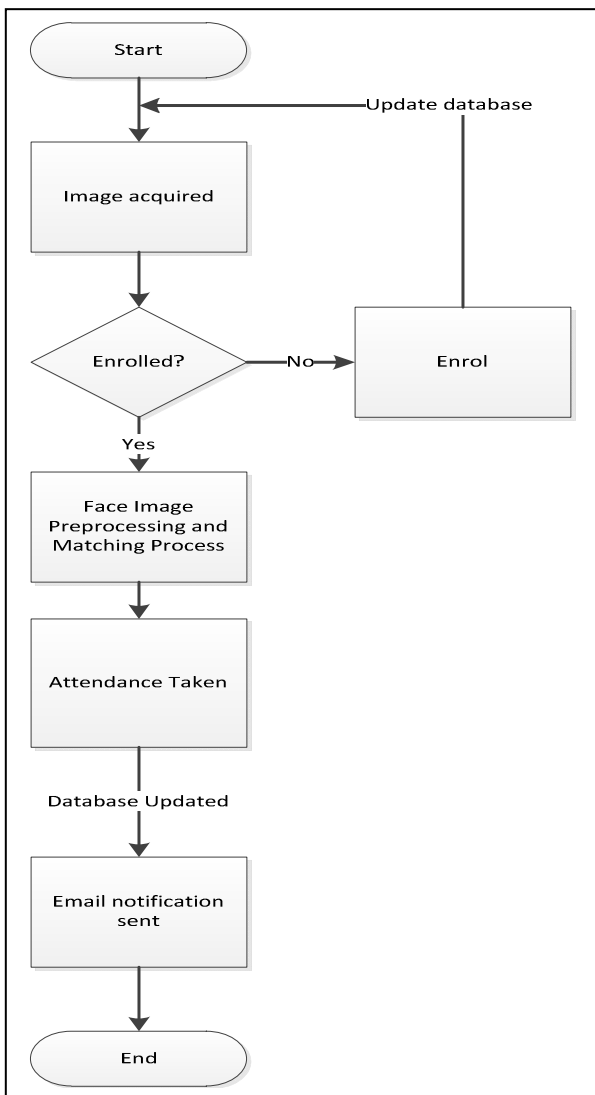 Start
Update database
Image acquired
Enrolled?
No
Enrol
Yes
Face Image
Preprocessing and
Matching Process
Attendance Taken
Database Updated
Email notification
sent
End